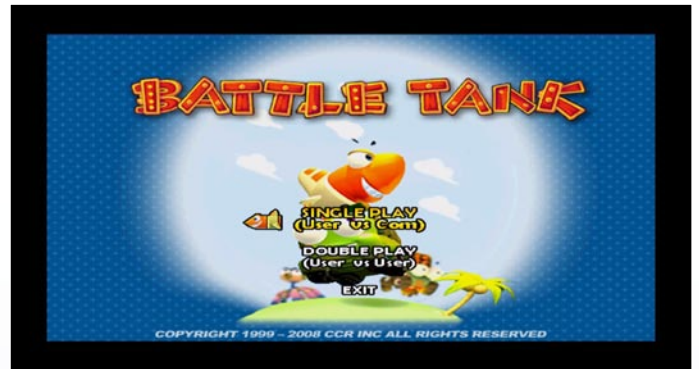 BATTLE TANK
SINGLE PLAY
(User vs Com)
DOUBLE PLAY
(User vs User)
EXIT
COPYRIGHT 1999 – 2008 CCR INC ALL RIGHTS RESERVED